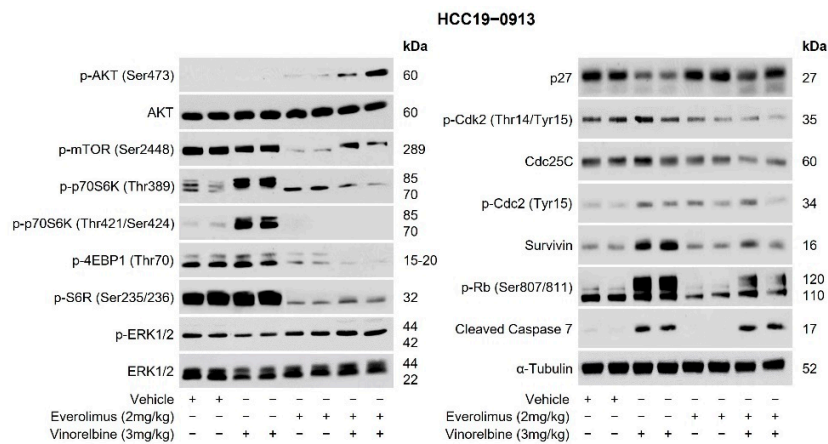 HCC19-0913
kDa
p-AKT (Ser473) 60
AKT 60
p-mTOR (Ser2448) 289
p-p70S6K (Thr389) 85 70
p-p70S6K (Thr421/Ser424) 85 70
p-4EBP1 (Thr70) 15-20
p-S6R (Ser235/236) 32
p-ERK1/2 44 42
ERK1/2 44 22
Vehicle + + − − − − − −
Everolimus (2mg/kg) − − − − + + + +
Vinorelbine (3mg/kg) − − + + − − + +
kDa
p27 27
p-Cdk2 (Thr14/Tyr15) 35
Cdc25C 60
p-Cdc2 (Tyr15) 34
Survivin 16
p-Rb (Ser807/811) 120 110
Cleaved Caspase 7 17
α-Tubulin 52
Vehicle + + − − − − − −
Everolimus (2mg/kg) − − − − + + + +
Vinorelbine (3mg/kg) − − + + − − + +